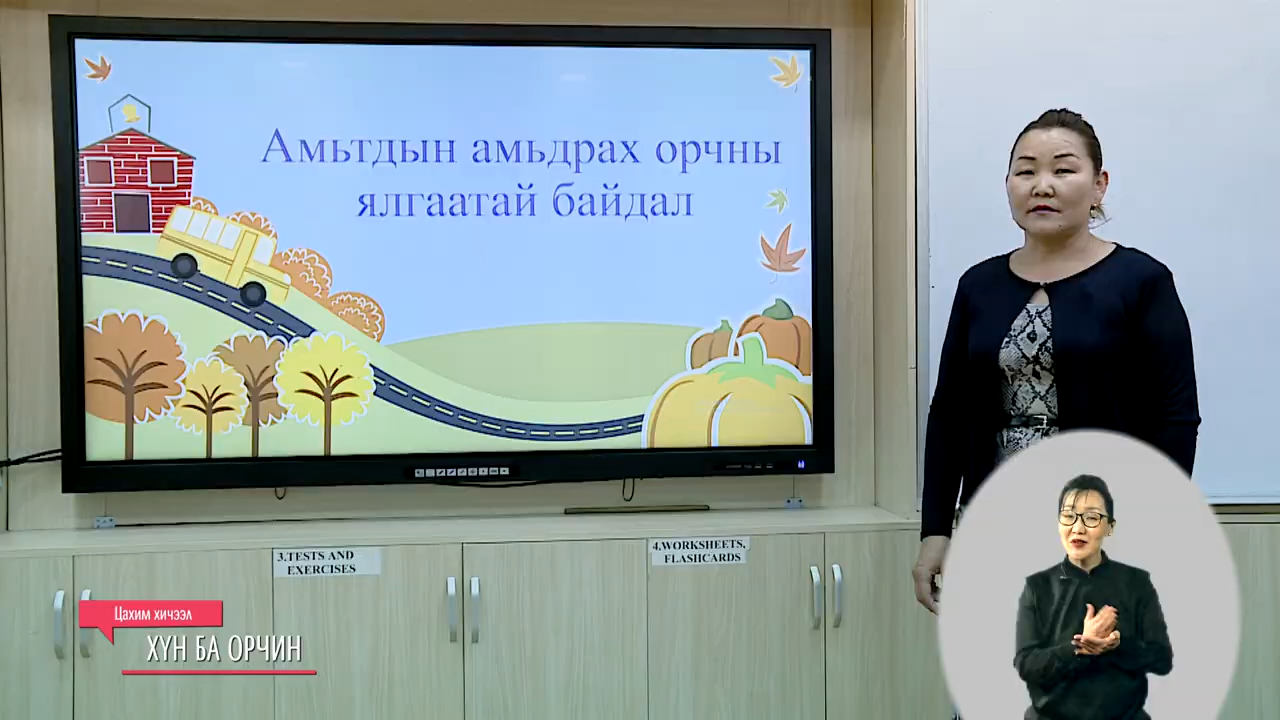 Амьтдын амьдрах орчны
ялгаатай байдал
3.TESTS AND
EXERCISES
4,WORKSHEETS,
FLASHCARDS
Цахим хичээл
ХҮН БА ОРЧИН